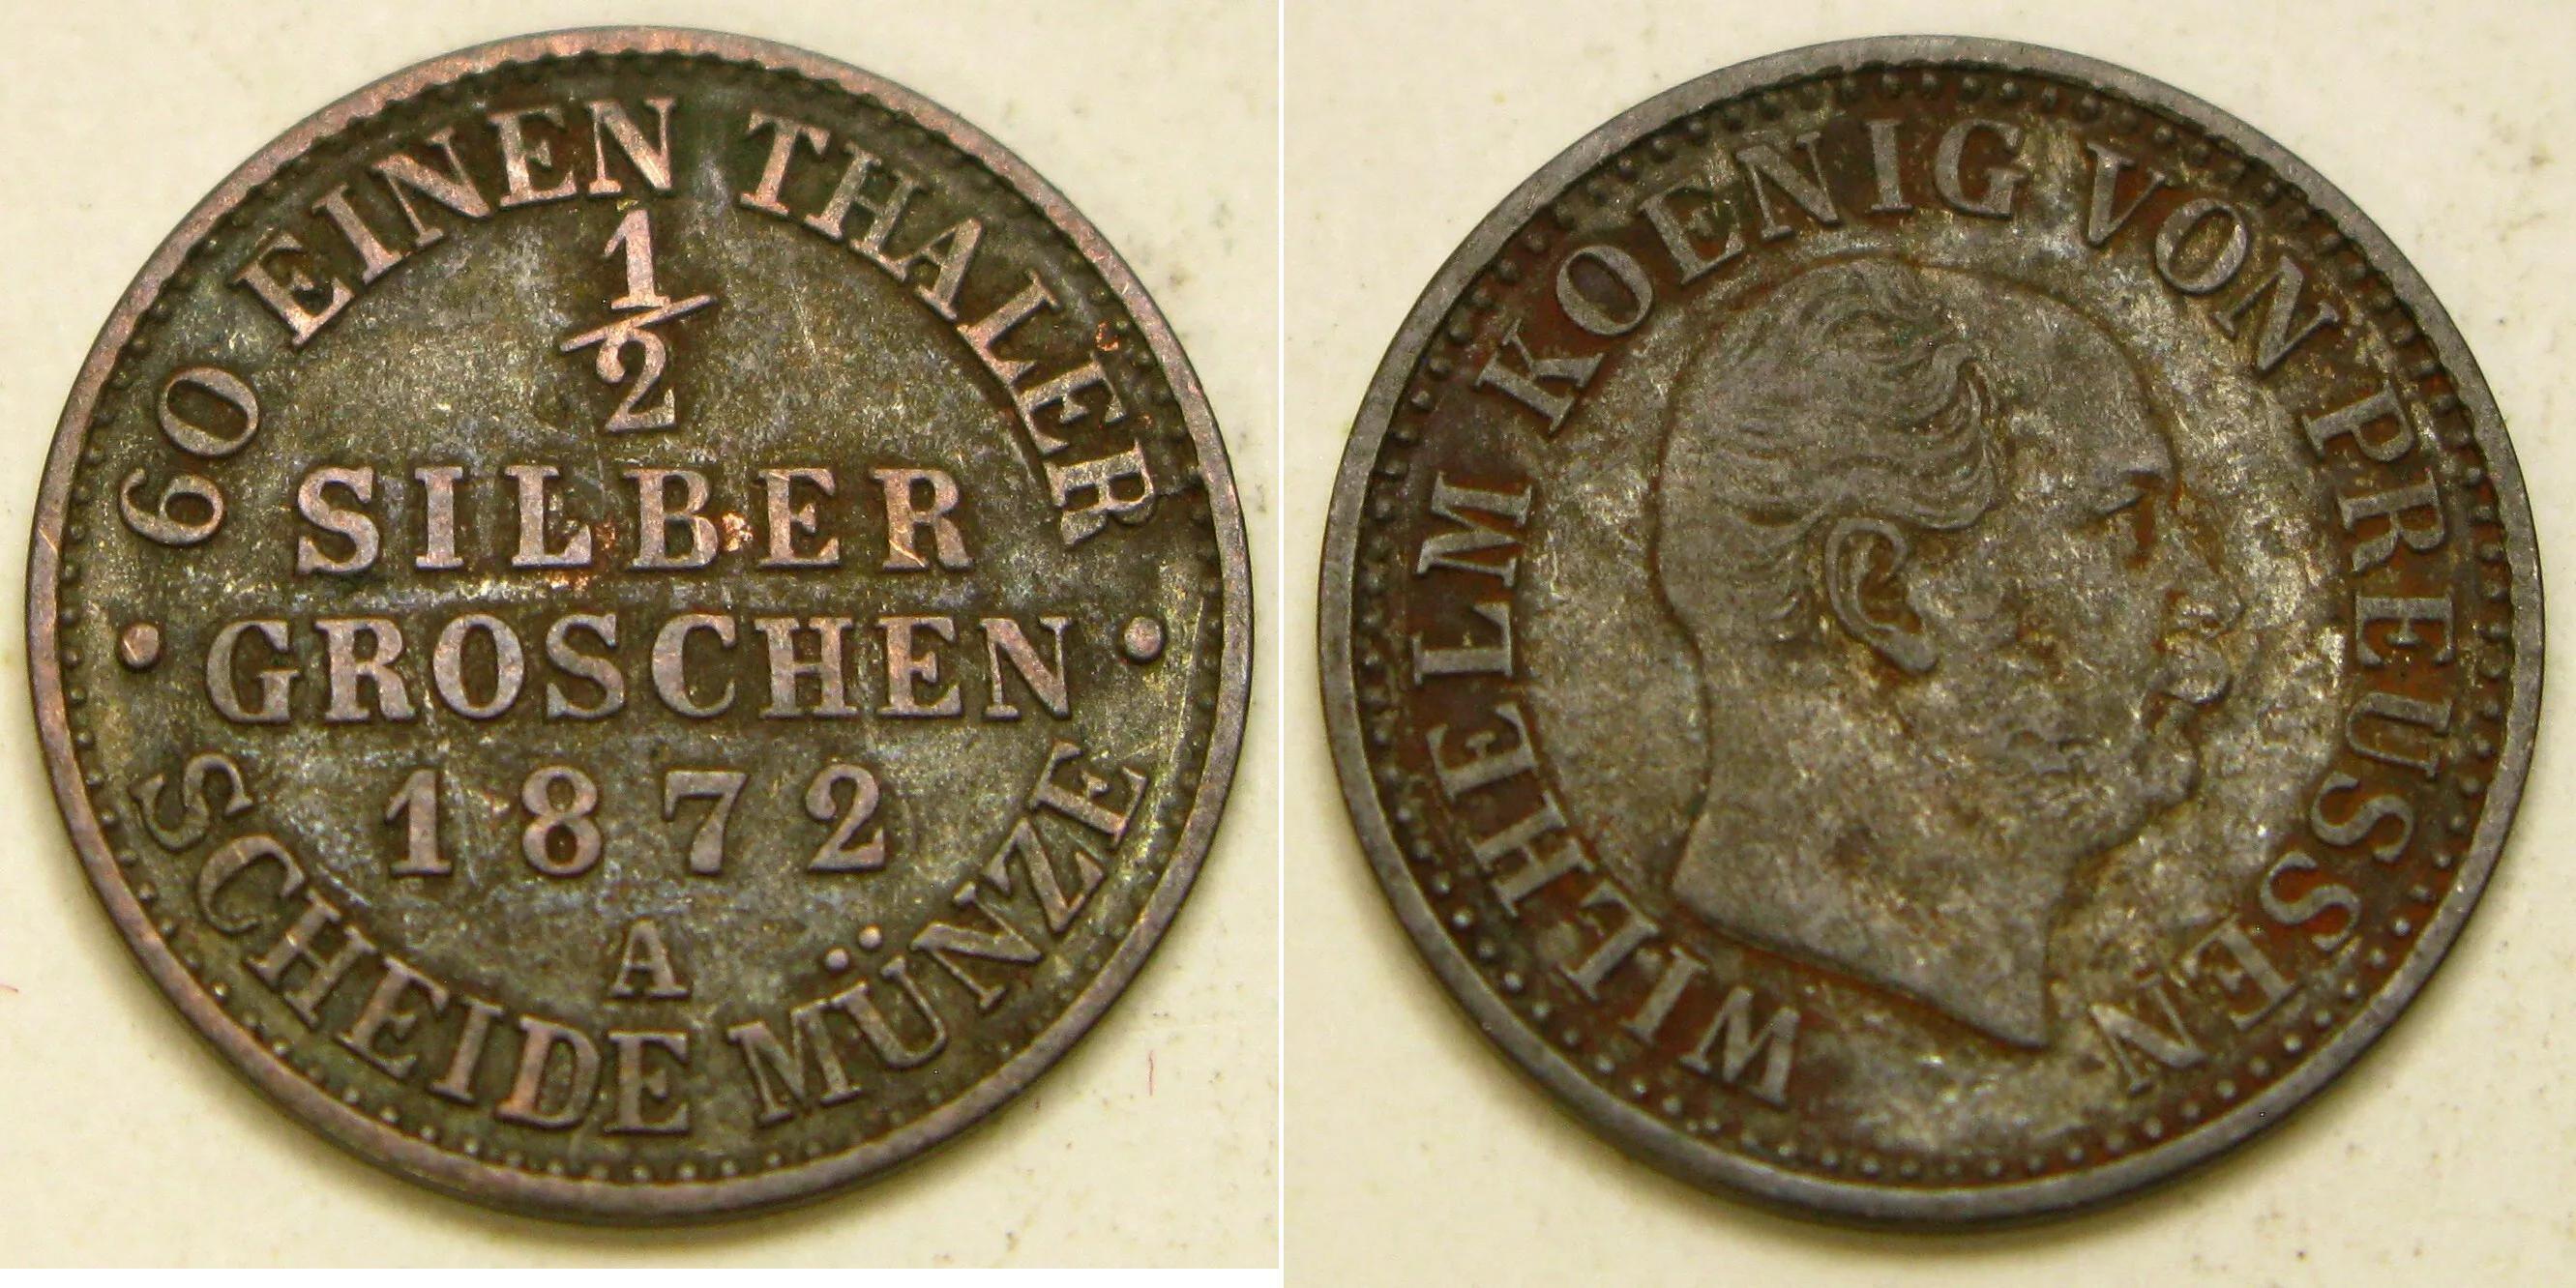 60 EINEN THALER
1/2
SILBER
GROSCHEN
1872
A
SCHEIDE MÜNZE
WILHELM KOENIG VON PREUSSEN